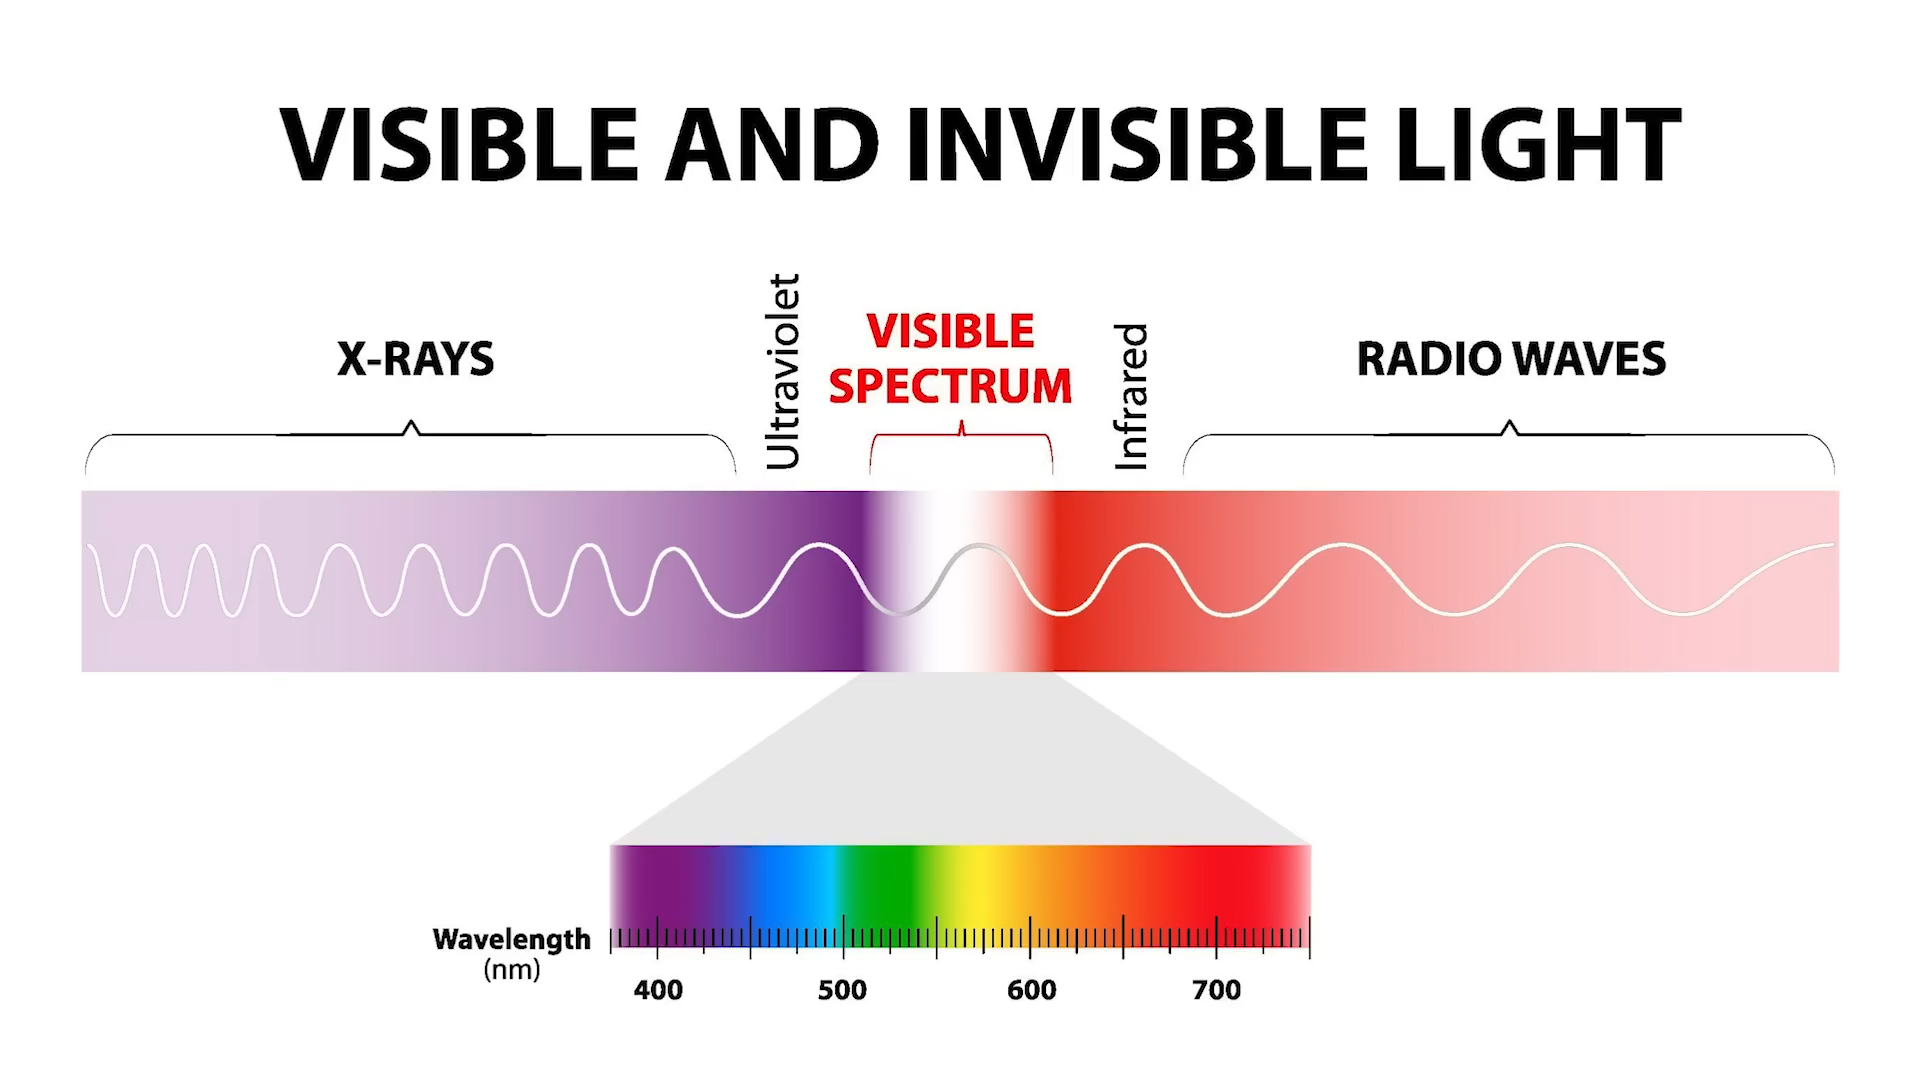 VISIBLE AND INVISIBLE LIGHT
X-RAYS
Ultraviolet
VISIBLE
SPECTRUM
Infrared
RADIO WAVES
Wavelength
(nm)
400 500 600 700